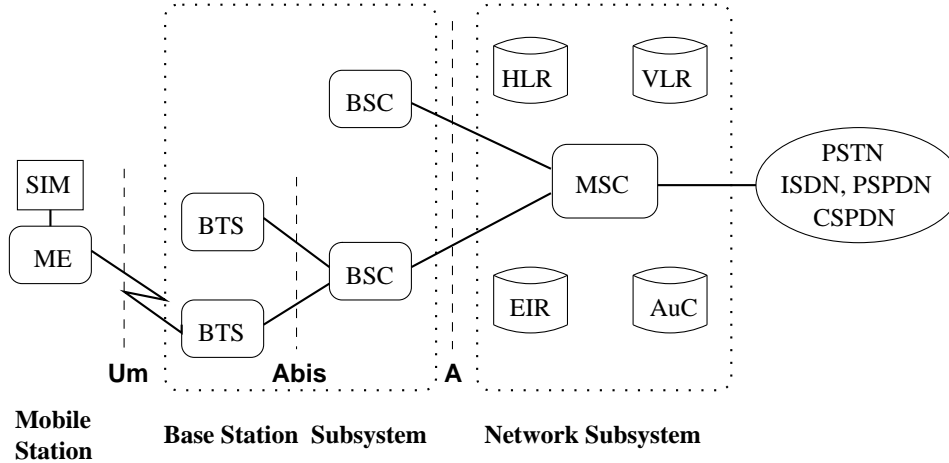 HLR
VLR
BSC
PSTN
ISDN, PSPDN
CSPDN
SIM
MSC
BTS
ME
BSC
EIR
AuC
BTS
Um
Abis
A
Mobile
Station
Base Station Subsystem
Network Subsystem